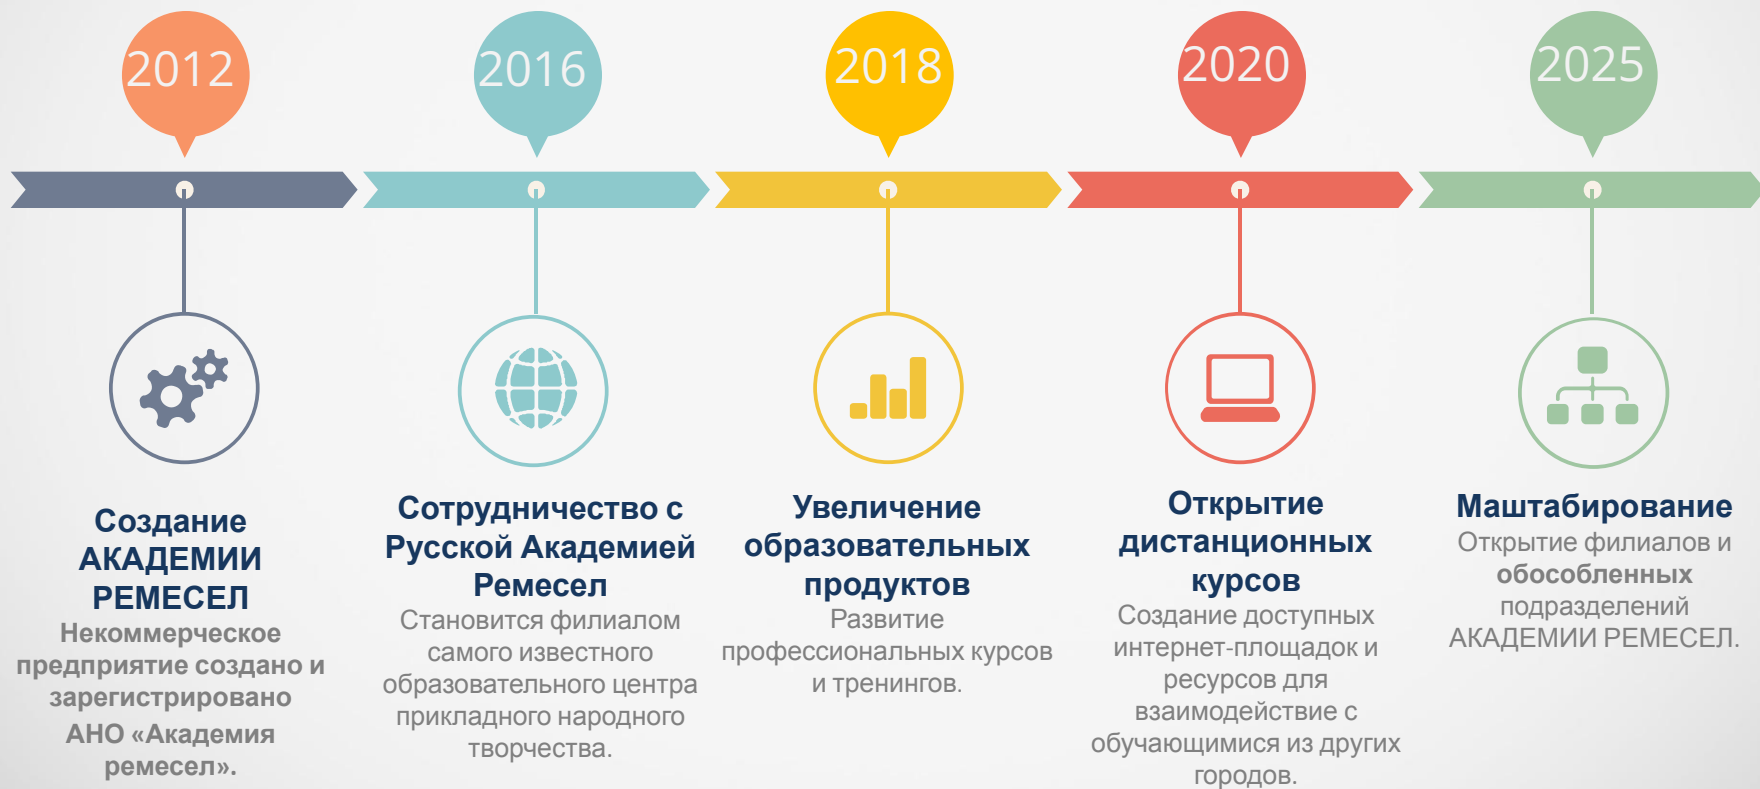 2012
2016
2018
2020
2025
Создание
АКАДЕМИИ
РЕМЕСЕЛ
Некоммерческое
предприятие создано и
зарегистрировано
АНО «Академия
ремесел».
Сотрудничество с
Русской Академией
Ремесел
Становится филиалом
самого известного
образовательного центра
прикладного народного
творчества.
Увеличение
образовательных
продуктов
Развитие
профессиональных курсов
и тренингов.
Открытие
дистанционных
курсов
Создание доступных
интернет-площадок и
ресурсов для
взаимодействие с
обучающимися из других
городов.
Маштабирование
Открытие филиалов и
обособленных
подразделений
АКАДЕМИИ РЕМЕСЕЛ.